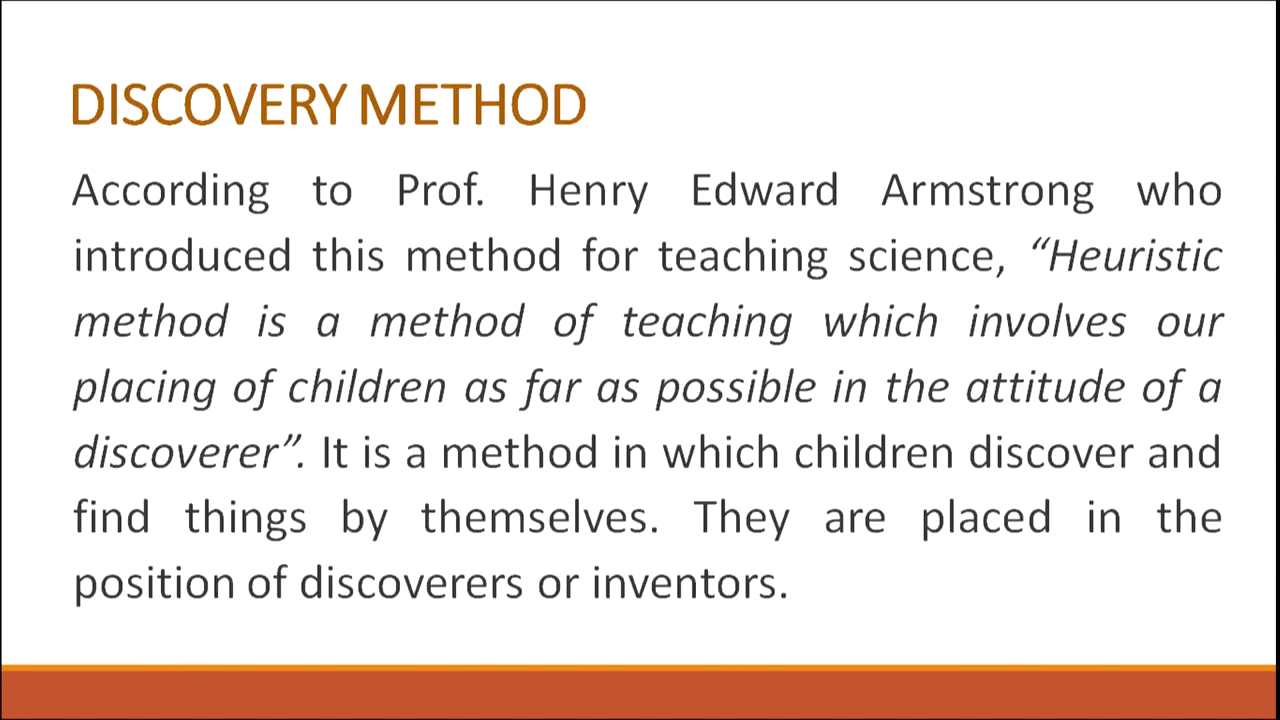 DISCOVERY METHOD
According to Prof. Henry Edward Armstrong who
introduced this method for teaching science, “Heuristic
method is a method of teaching which involves our
placing of children as far as possible in the attitude of a
discoverer”. It is a method in which children discover and
find things by themselves. They are placed in the
position of discoverers or inventors.